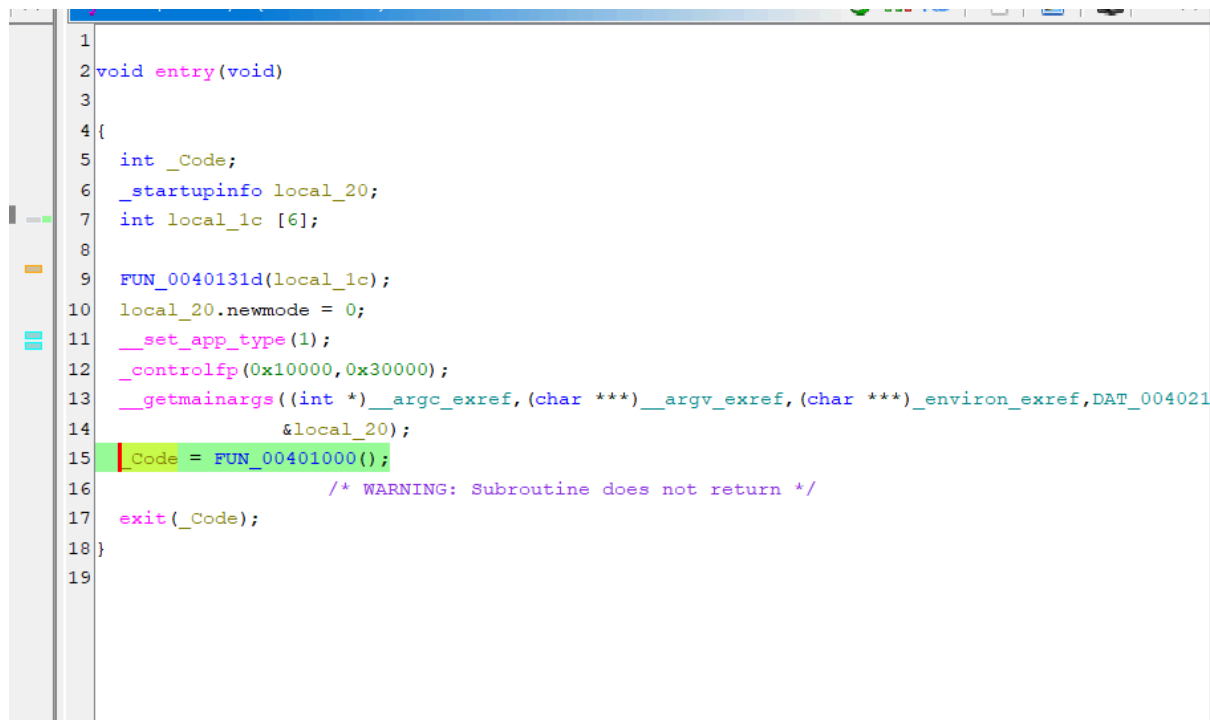 1
2 void entry(void)
3
4 {
5   int _Code;
6   _startupinfo local_20;
7   int local_1c [6];
8
9   FUN_0040131d(local_1c);
10   local_20.newmode = 0;
11   __set_app_type(1);
12   _controlfp(0x10000,0x30000);
13   __getmainargs((int *)__argc_exref,(char ***)__argv_exref,(char ***)_environ_exref,DAT_004021
14                 &local_20);
15   _Code = FUN_00401000();
16                     /* WARNING: Subroutine does not return */
17   exit(_Code);
18 }
19